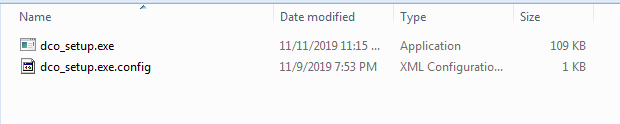 Name Date modified Type Size
dco_setup.exe 11/11/2019 11:15 ... Application 109 KB
dco_setup.exe.config 11/9/2019 7:53 PM XML Configuratio... 1 KB